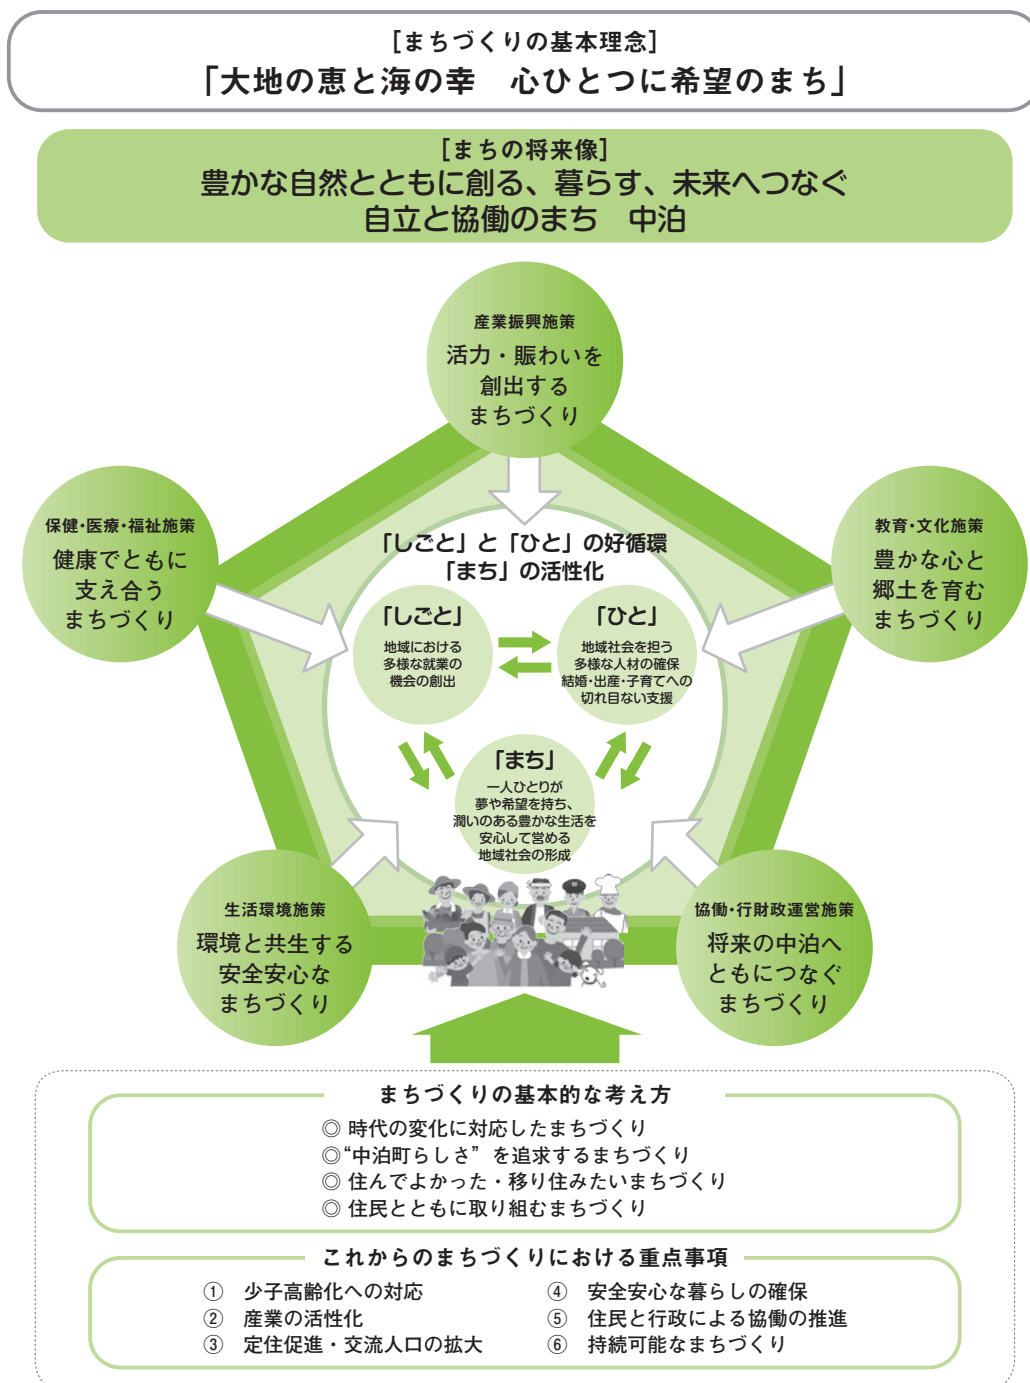 [まちづくりの基本理念]
「大地の恵と海の幸　心ひとつに希望のまち」
[まちの将来像]
豊かな自然とともに創る、暮らす、未来へつなぐ
自立と協働のまち　中泊
産業振興施策
活力・賑わいを
創出する
まちづくり
保健・医療・福祉施策
健康でともに
支え合う
まちづくり
教育・文化施策
豊かな心と
郷土を育む
まちづくり
「しごと」と「ひと」の好循環
「まち」の活性化
「しごと」
地域における
多様な就業の
機会の創出
「ひと」
地域社会を担う
多様な人材の確保
結婚・出産・子育てへの
切れ目ない支援
「まち」
一人ひとりが
夢や希望を持ち、
潤いのある豊かな生活を
安心して営める
地域社会の形成
生活環境施策
環境と共生する
安全安心な
まちづくり
協働・行財政運営施策
将来の中泊へ
ともにつなぐ
まちづくり
まちづくりの基本的な考え方
◎ 時代の変化に対応したまちづくり
◎“中泊町らしさ”を追求するまちづくり
◎ 住んでよかった・移り住みたいまちづくり
◎ 住民とともに取り組むまちづくり
これからのまちづくりにおける重点事項
①　少子高齢化への対応
②　産業の活性化
③　定住促進・交流人口の拡大
④　安全安心な暮らしの確保
⑤　住民と行政による協働の推進
⑥　持続可能なまちづくり